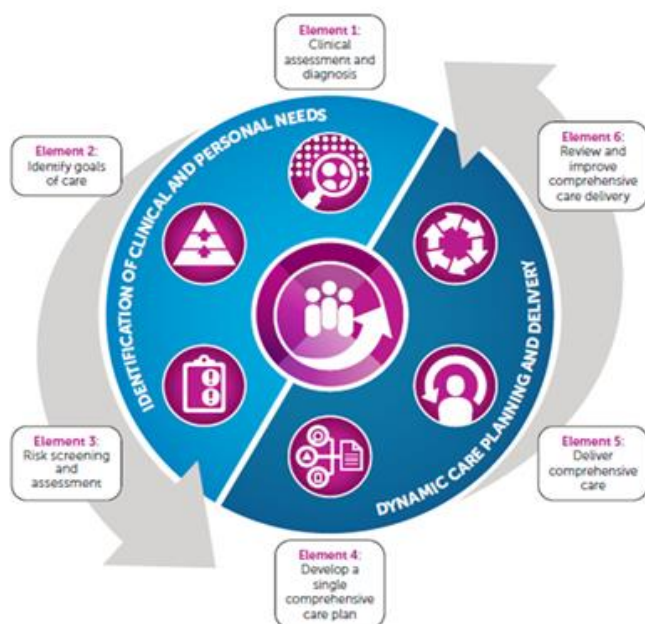 Element 1:
Clinical
assessment and
diagnosis
Element 2:
Identify goals
of care
Element 3:
Risk screening
and
assessment
Element 4:
Develop a
single
comprehensive
care plan
Element 5:
Deliver
comprehensive
care
Element 6:
Review and
improve
comprehensive
care delivery
IDENTIFICATION OF CLINICAL AND PERSONAL NEEDS
DYNAMIC CARE PLANNING AND DELIVERY